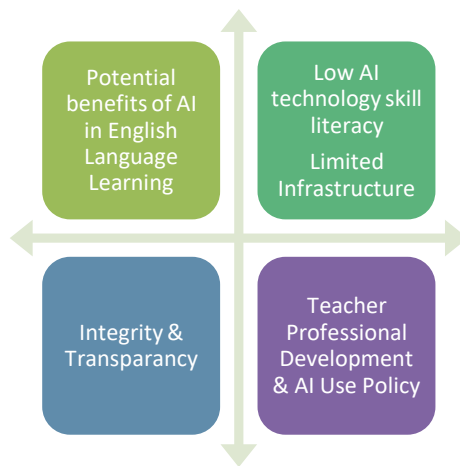 Potential
benefits of AI
in English
Language
Learning
Low AI
technology skill
literacy
Limited
Infrastructure
Integrity &
Transparancy
Teacher
Professional
Development
& AI Use Policy